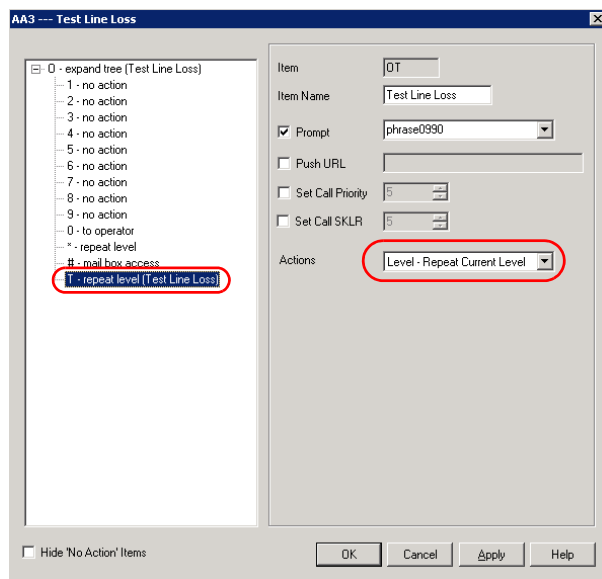 AA3 --- Test Line Loss
0 - expand tree (Test Line Loss)
1 - no action
2 - no action
3 - no action
4 - no action
5 - no action
6 - no action
7 - no action
8 - no action
9 - no action
0 - to operator
* - repeat level
# - mail box access
T - repeat level (Test Line Loss)
Item 0T
Item Name Test Line Loss
Prompt phrase0990
Push URL
Set Call Priority 5
Set Call SKLR 5
Actions Level - Repeat Current Level
Hide 'No Action' Items
OK Cancel Apply Help